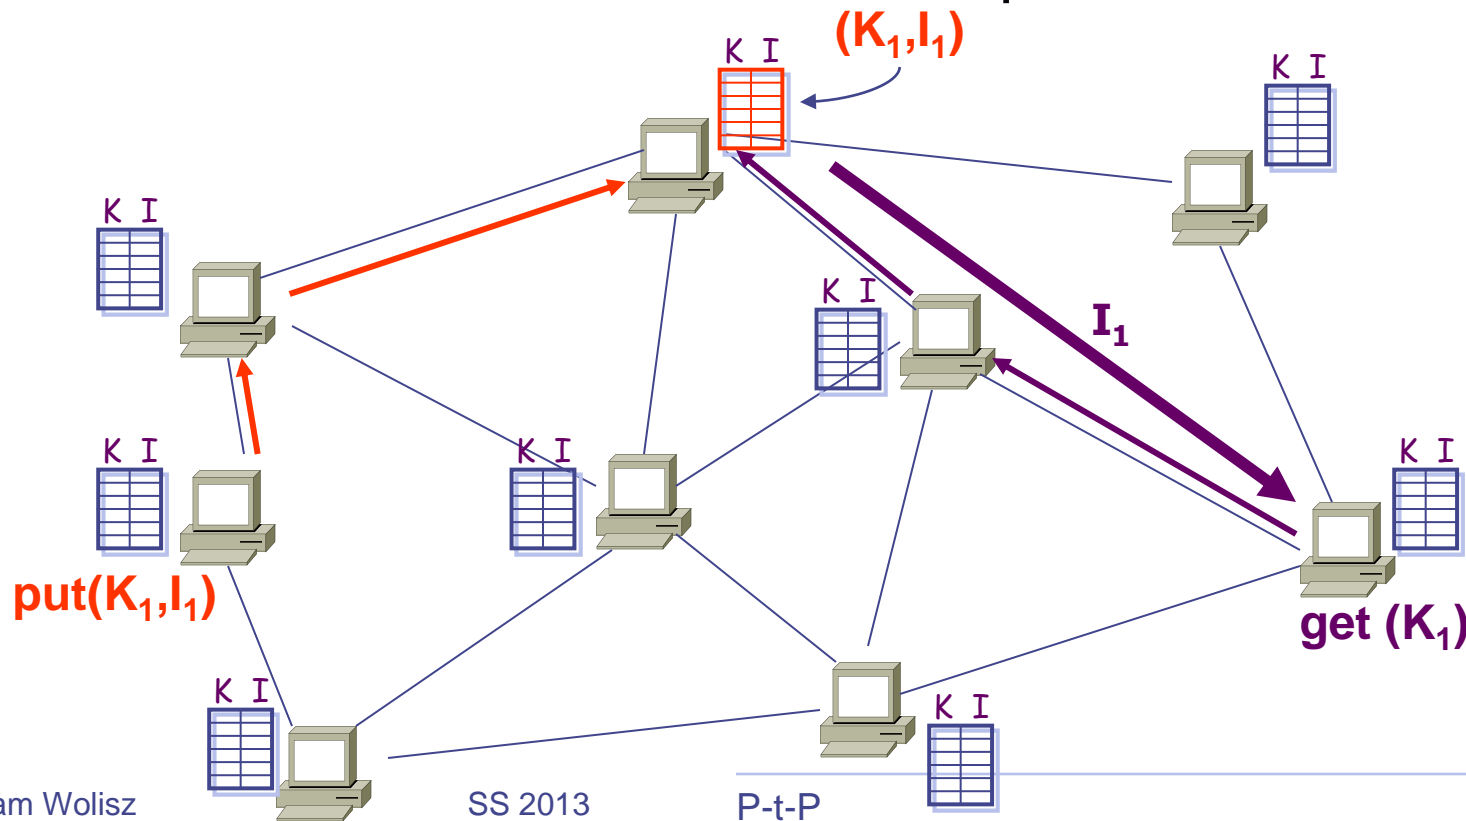 (K₁,I₁)
K I
K I
K I
K I
I₁
K I
K I
K I
put(K₁,I₁)
get (K₁)
K I
K I
am Wolisz
SS 2013
P-t-P